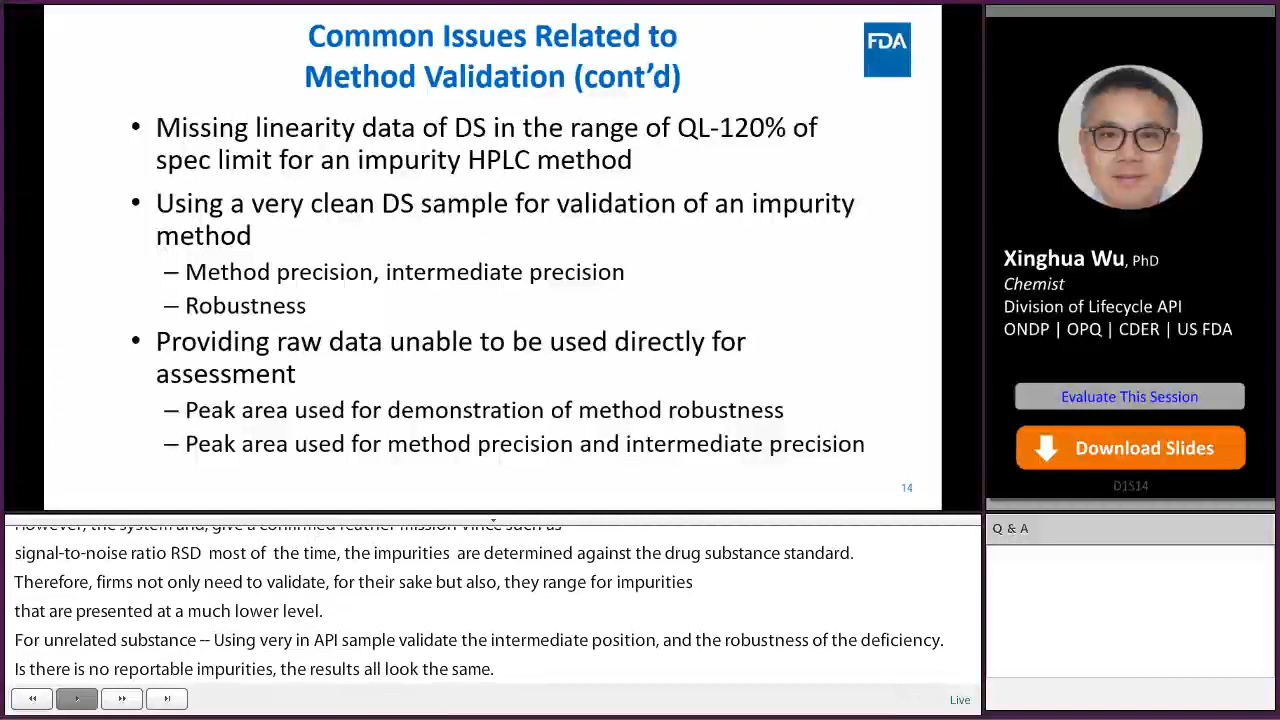 Common Issues Related to
Method Validation (cont’d)
FDA
• Missing linearity data of DS in the range of QL-120% of
spec limit for an impurity HPLC method
• Using a very clean DS sample for validation of an impurity
method
– Method precision, intermediate precision
– Robustness
• Providing raw data unable to be used directly for
assessment
– Peak area used for demonstration of method robustness
– Peak area used for method precision and intermediate precision
14
Xinghua Wu, PhD
Chemist
Division of Lifecycle API
ONDP | OPQ | CDER | US FDA
Evaluate This Session
Download Slides
D1S14
signal-to-noise ratio RSD most of the time, the impurities are determined against the drug substance standard.
Therefore, firms not only need to validate, for their sake but also, they range for impurities
that are presented at a much lower level.
For unrelated substance -- Using very in API sample validate the intermediate position, and the robustness of the deficiency.
Is there is no reportable impurities, the results all look the same.
Live
Q & A